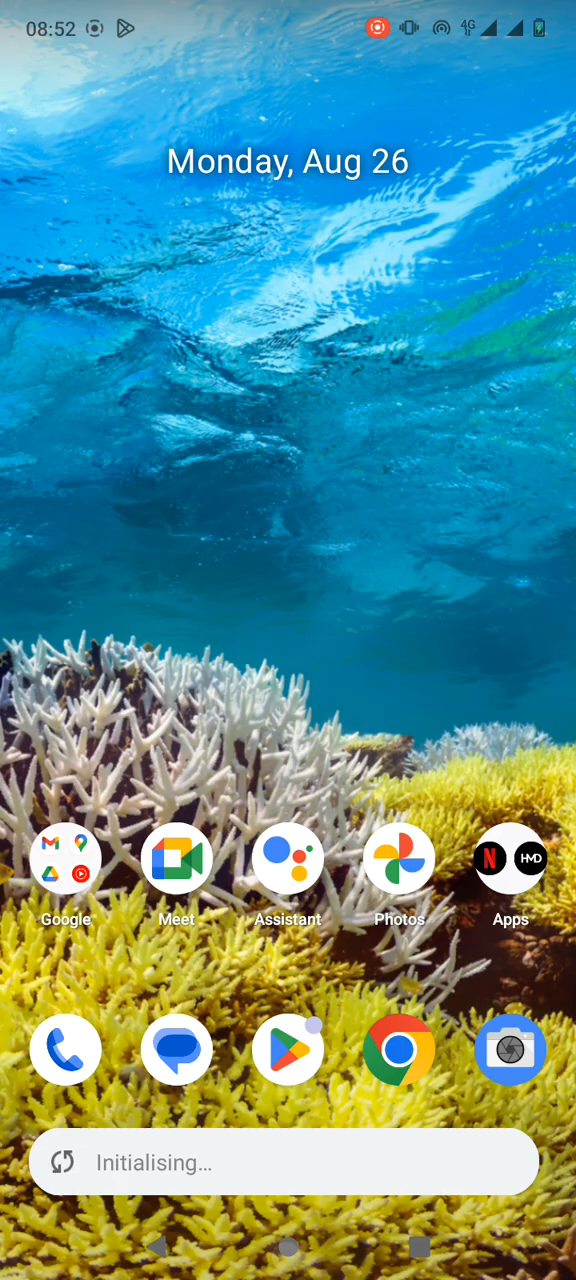 08:52
4G
Monday, Aug 26
N
HMD
Google
Meet
Assistant
Photos
Apps
Initialising...